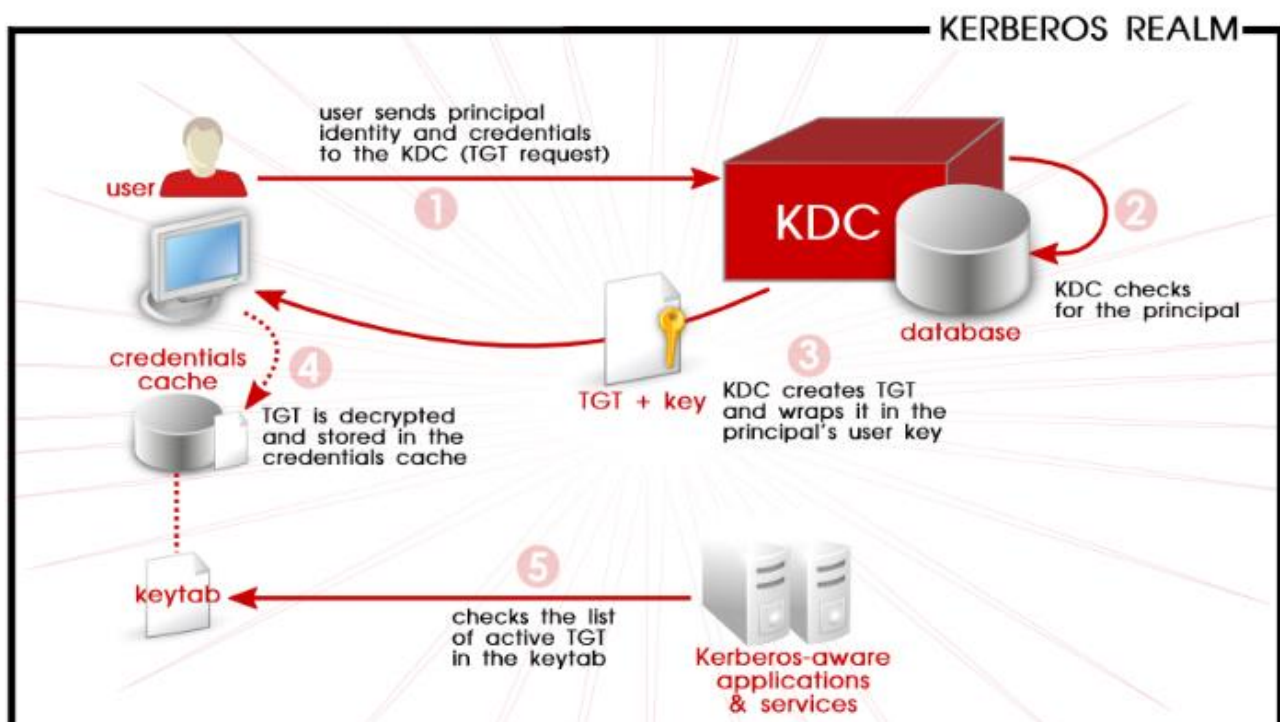 KERBEROS REALM
user sends principal
identity and credentials
to the KDC (TGT request)
user
1
KDC
2
KDC checks
for the principal
database
credentials
cache
4
TGT is decrypted
and stored in the
credentials cache
TGT + key
3
KDC creates TGT
and wraps it in the
principal's user key
keytab
5
checks the list
of active TGT
in the keytab
Kerberos-aware
applications
& services